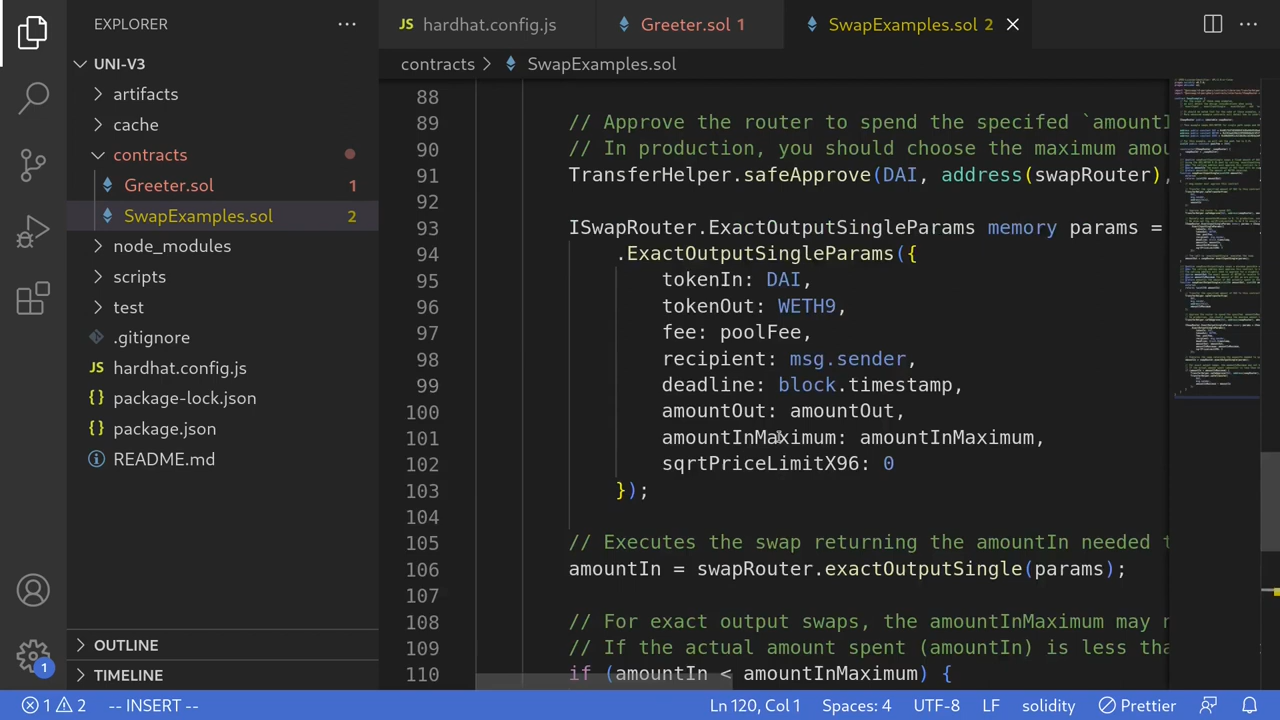 EXPLORER
UNI-V3
artifacts
cache
contracts
Greeter.sol 1
SwapExamples.sol 2
node_modules
scripts
test
.gitignore
hardhat.config.js
package-lock.json
package.json
README.md
OUTLINE
TIMELINE
JS hardhat.config.js
Greeter.sol 1
SwapExamples.sol 2
contracts > SwapExamples.sol
88
89 // Approve the router to spend the specifed `amountI
90 // In production, you should choose the maximum amou
91 TransferHelper.safeApprove(DAI, address(swapRouter),
92
93 ISwapRouter.ExactOutputSingleParams memory params =
94 .ExactOutputSingleParams({
95 tokenIn: DAI,
96 tokenOut: WETH9,
97 fee: poolFee,
98 recipient: msg.sender,
99 deadline: block.timestamp,
100 amountOut: amountOut,
101 amountInMaximum: amountInMaximum,
102 sqrtPriceLimitX96: 0
103 });
104
105 // Executes the swap returning the amountIn needed t
106 amountIn = swapRouter.exactOutputSingle(params);
107
108 // For exact output swaps, the amountInMaximum may n
109 // If the actual amount spent (amountIn) is less tha
110 if (amountIn < amountInMaximum) {
1
1 2 -- INSERT -- Ln 120, Col 1 Spaces: 4 UTF-8 LF solidity Prettier